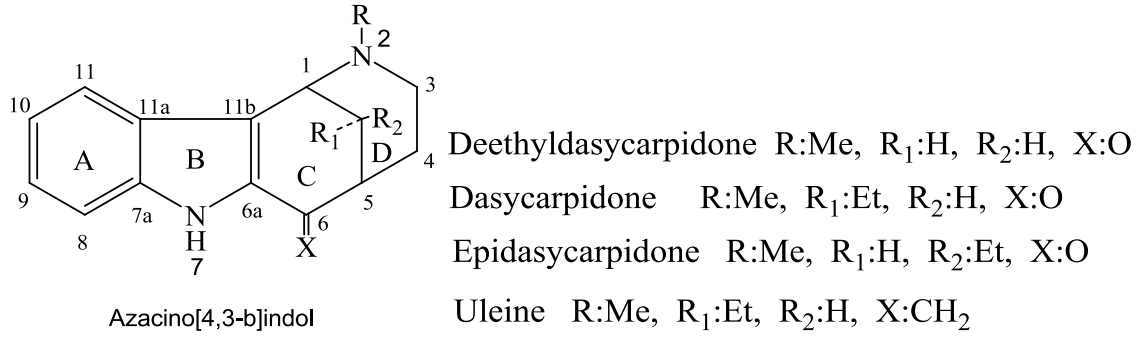 R
N 2
1
3
11
10
11a
11b
R1
R2
A
B
C
D
4
9
7a
6a
5
8
N
H
7
6
X
Azacino[4,3-b]indol
Deethyldasycarpidone R:Me, R1:H, R2:H, X:O
Dasycarpidone R:Me, R1:Et, R2:H, X:O
Epidasycarpidone R:Me, R1:H, R2:Et, X:O
Uleine R:Me, R1:Et, R2:H, X:CH2